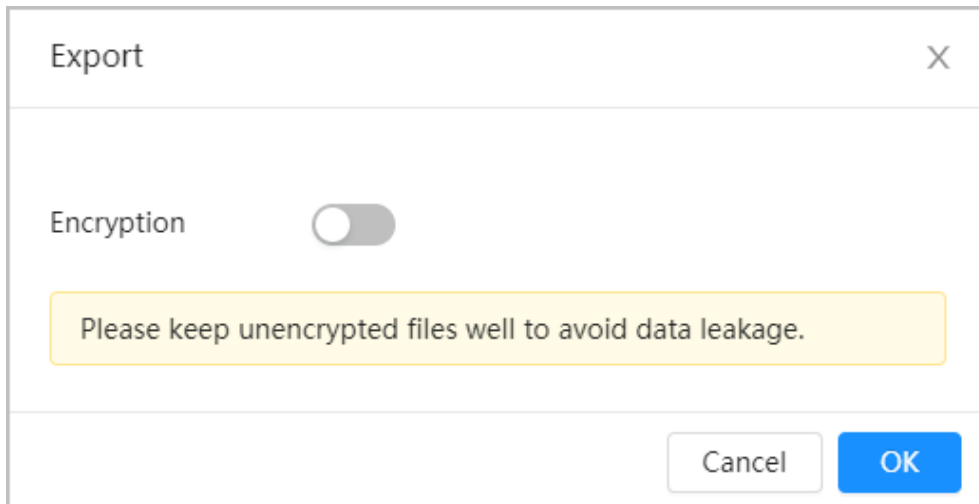 Export
Encryption
Please keep unencrypted files well to avoid data leakage.
Cancel
OK